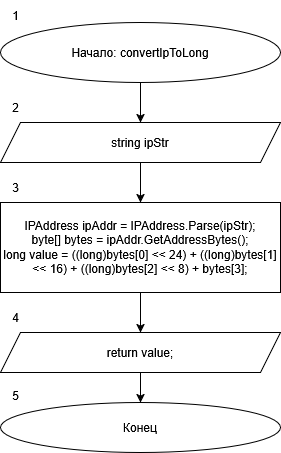 1
Начало: convertIpToLong
2
string ipStr
3
IPAddress ipAddr = IPAddress.Parse(ipStr);
byte[] bytes = ipAddr.GetAddressBytes();
long value = ((long)bytes[0] << 24) + ((long)bytes[1]
<< 16) + ((long)bytes[2] << 8) + bytes[3];
4
return value;
5
Конец